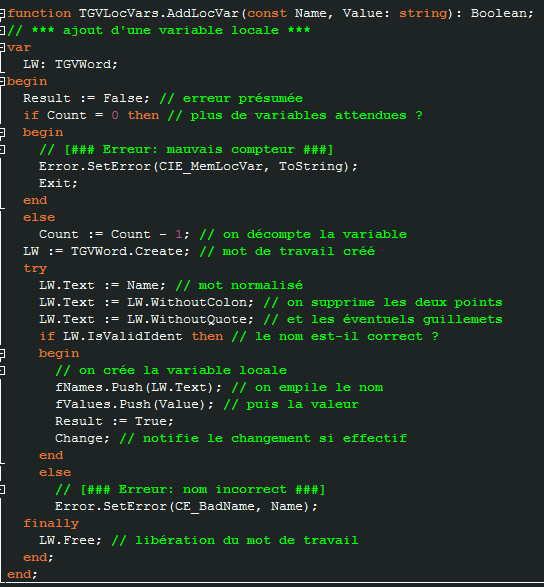 function TGVLocVars.AddLocVar(const Name, Value: string): Boolean;
// *** ajout d'une variable locale ***
var
  LW: TGVWord;
begin
  Result := False; // erreur présumée
  if Count = 0 then // plus de variables attendues ?
  begin
    // [### Erreur: mauvais compteur ###]
    Error.SetError(CIE_MemLocVar, ToString);
    Exit;
  end
  else
    Count := Count - 1; // on décompte la variable
  LW := TGVWord.Create; // mot de travail créé
  try
    LW.Text := Name; // mot normalisé
    LW.Text := LW.WithoutColon; // on supprime les deux points
    LW.Text := LW.WithoutQuote; // et les éventuels guillemets
    if LW.IsValidIdent then // le nom est-il correct ?
    begin
      // on crée la variable locale
      fNames.Push(LW.Text); // on empile le nom
      fValues.Push(Value); // puis la valeur
      Result := True;
      Change; // notifie le changement si effectif
    end
    else
      // [### Erreur: nom incorrect ###]
      Error.SetError(CE_BadName, Name);
  finally
    LW.Free; // libération du mot de travail
  end;
end;